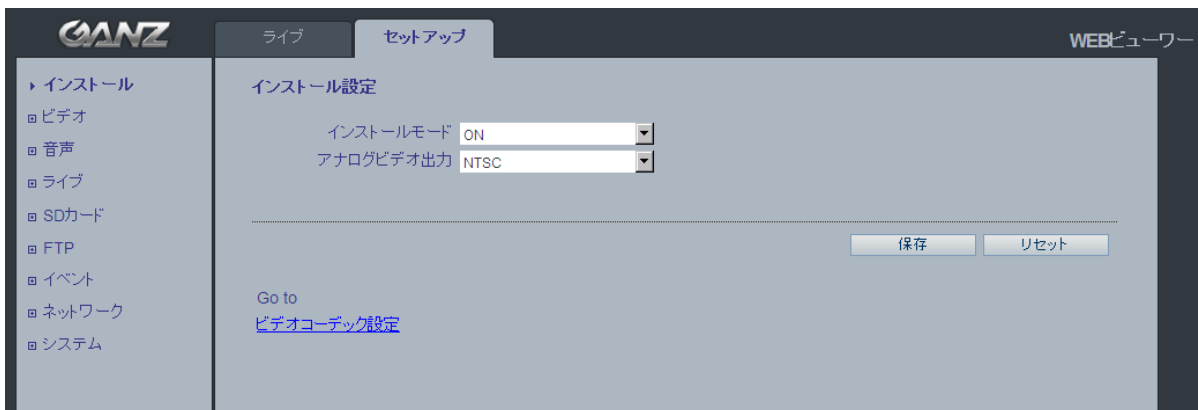 GANZ
ライブ
セットアップ
WEBビューワー
インストール
ビデオ
音声
ライブ
SDカード
FTP
イベント
ネットワーク
システム
インストール設定
インストールモード ON
アナログビデオ出力 NTSC
保存 リセット
Go to
ビデオコーデック設定